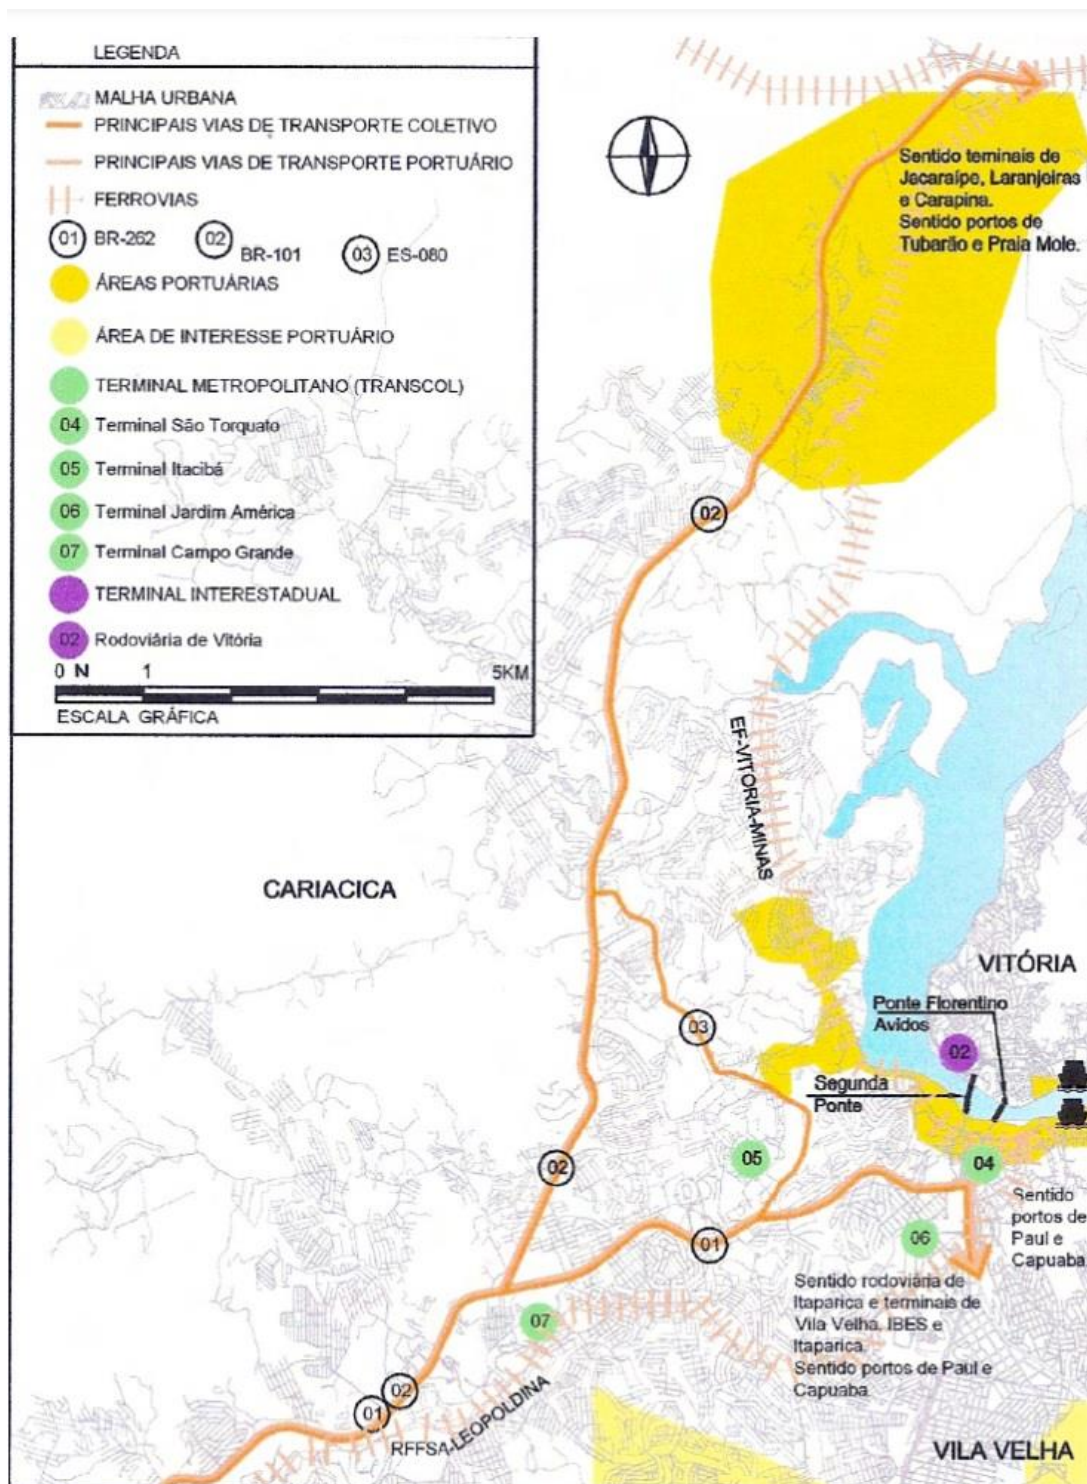 LEGENDA
MALHA URBANA
PRINCIPAIS VIAS DE TRANSPORTE COLETIVO
PRINCIPAIS VIAS DE TRANSPORTE PORTUÁRIO
FERROVIAS
01 BR-262 02 BR-101 03 ES-080
ÁREAS PORTUÁRIAS
ÁREA DE INTERESSE PORTUÁRIO
TERMINAL METROPOLITANO (TRANSCOL)
04 Terminal São Torquato
05 Terminal Itacibá
06 Terminal Jardim América
07 Terminal Campo Grande
TERMINAL INTERESTADUAL
02 Rodoviária de Vitória
0 N 1 5KM
ESCALA GRÁFICA
Sentido teminais de
Jacaraípe, Laranjeiras
e Carapina.
Sentido portos de
Tubarão e Praia Mole.
02
EF-VITORIA-MINAS
CARIACICA
VITÓRIA
Ponte Florentino
Avidos
03
02
Segunda
Ponte
02
05
04
Sentido
portos de
Paul e
Capuaba
06
01
Sentido rodoviária de
Itaparica e terminais de
Vila Velha, IBES e
Itaparica.
Sentido portos de Paul e
Capuaba
07
02
01
RFFSA-LEOPOLDINA
VILA VELHA